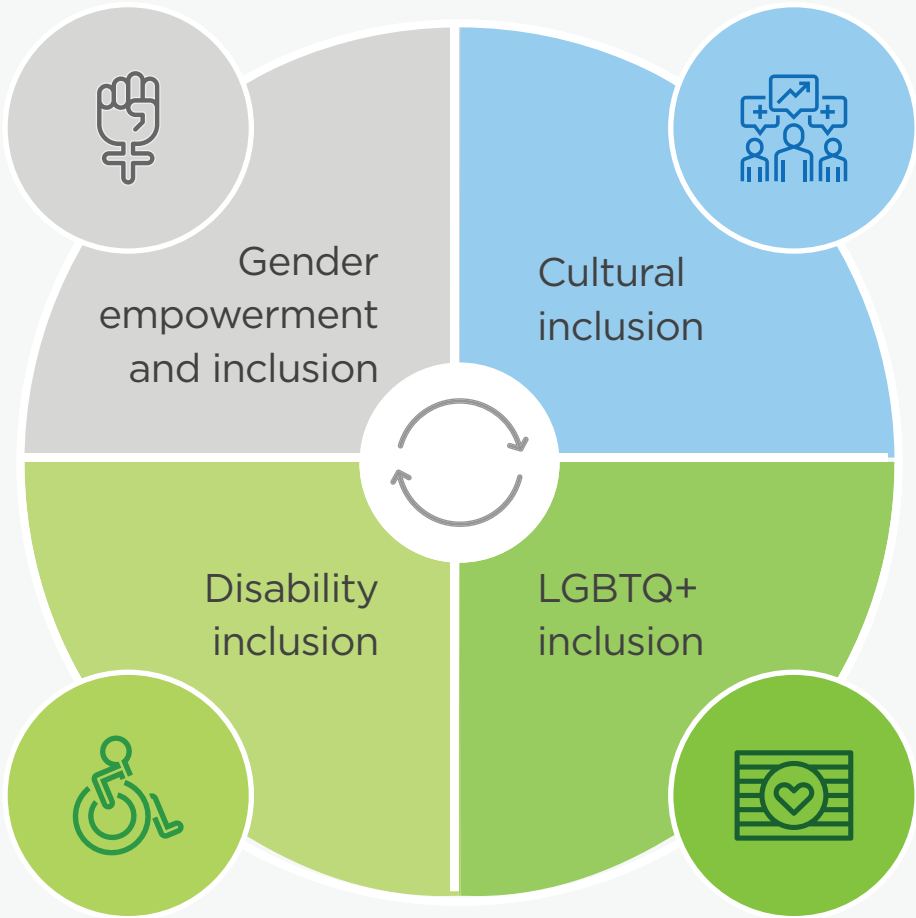 Gender
empowerment
and inclusion
Cultural
inclusion
Disability
inclusion
LGBTQ+
inclusion